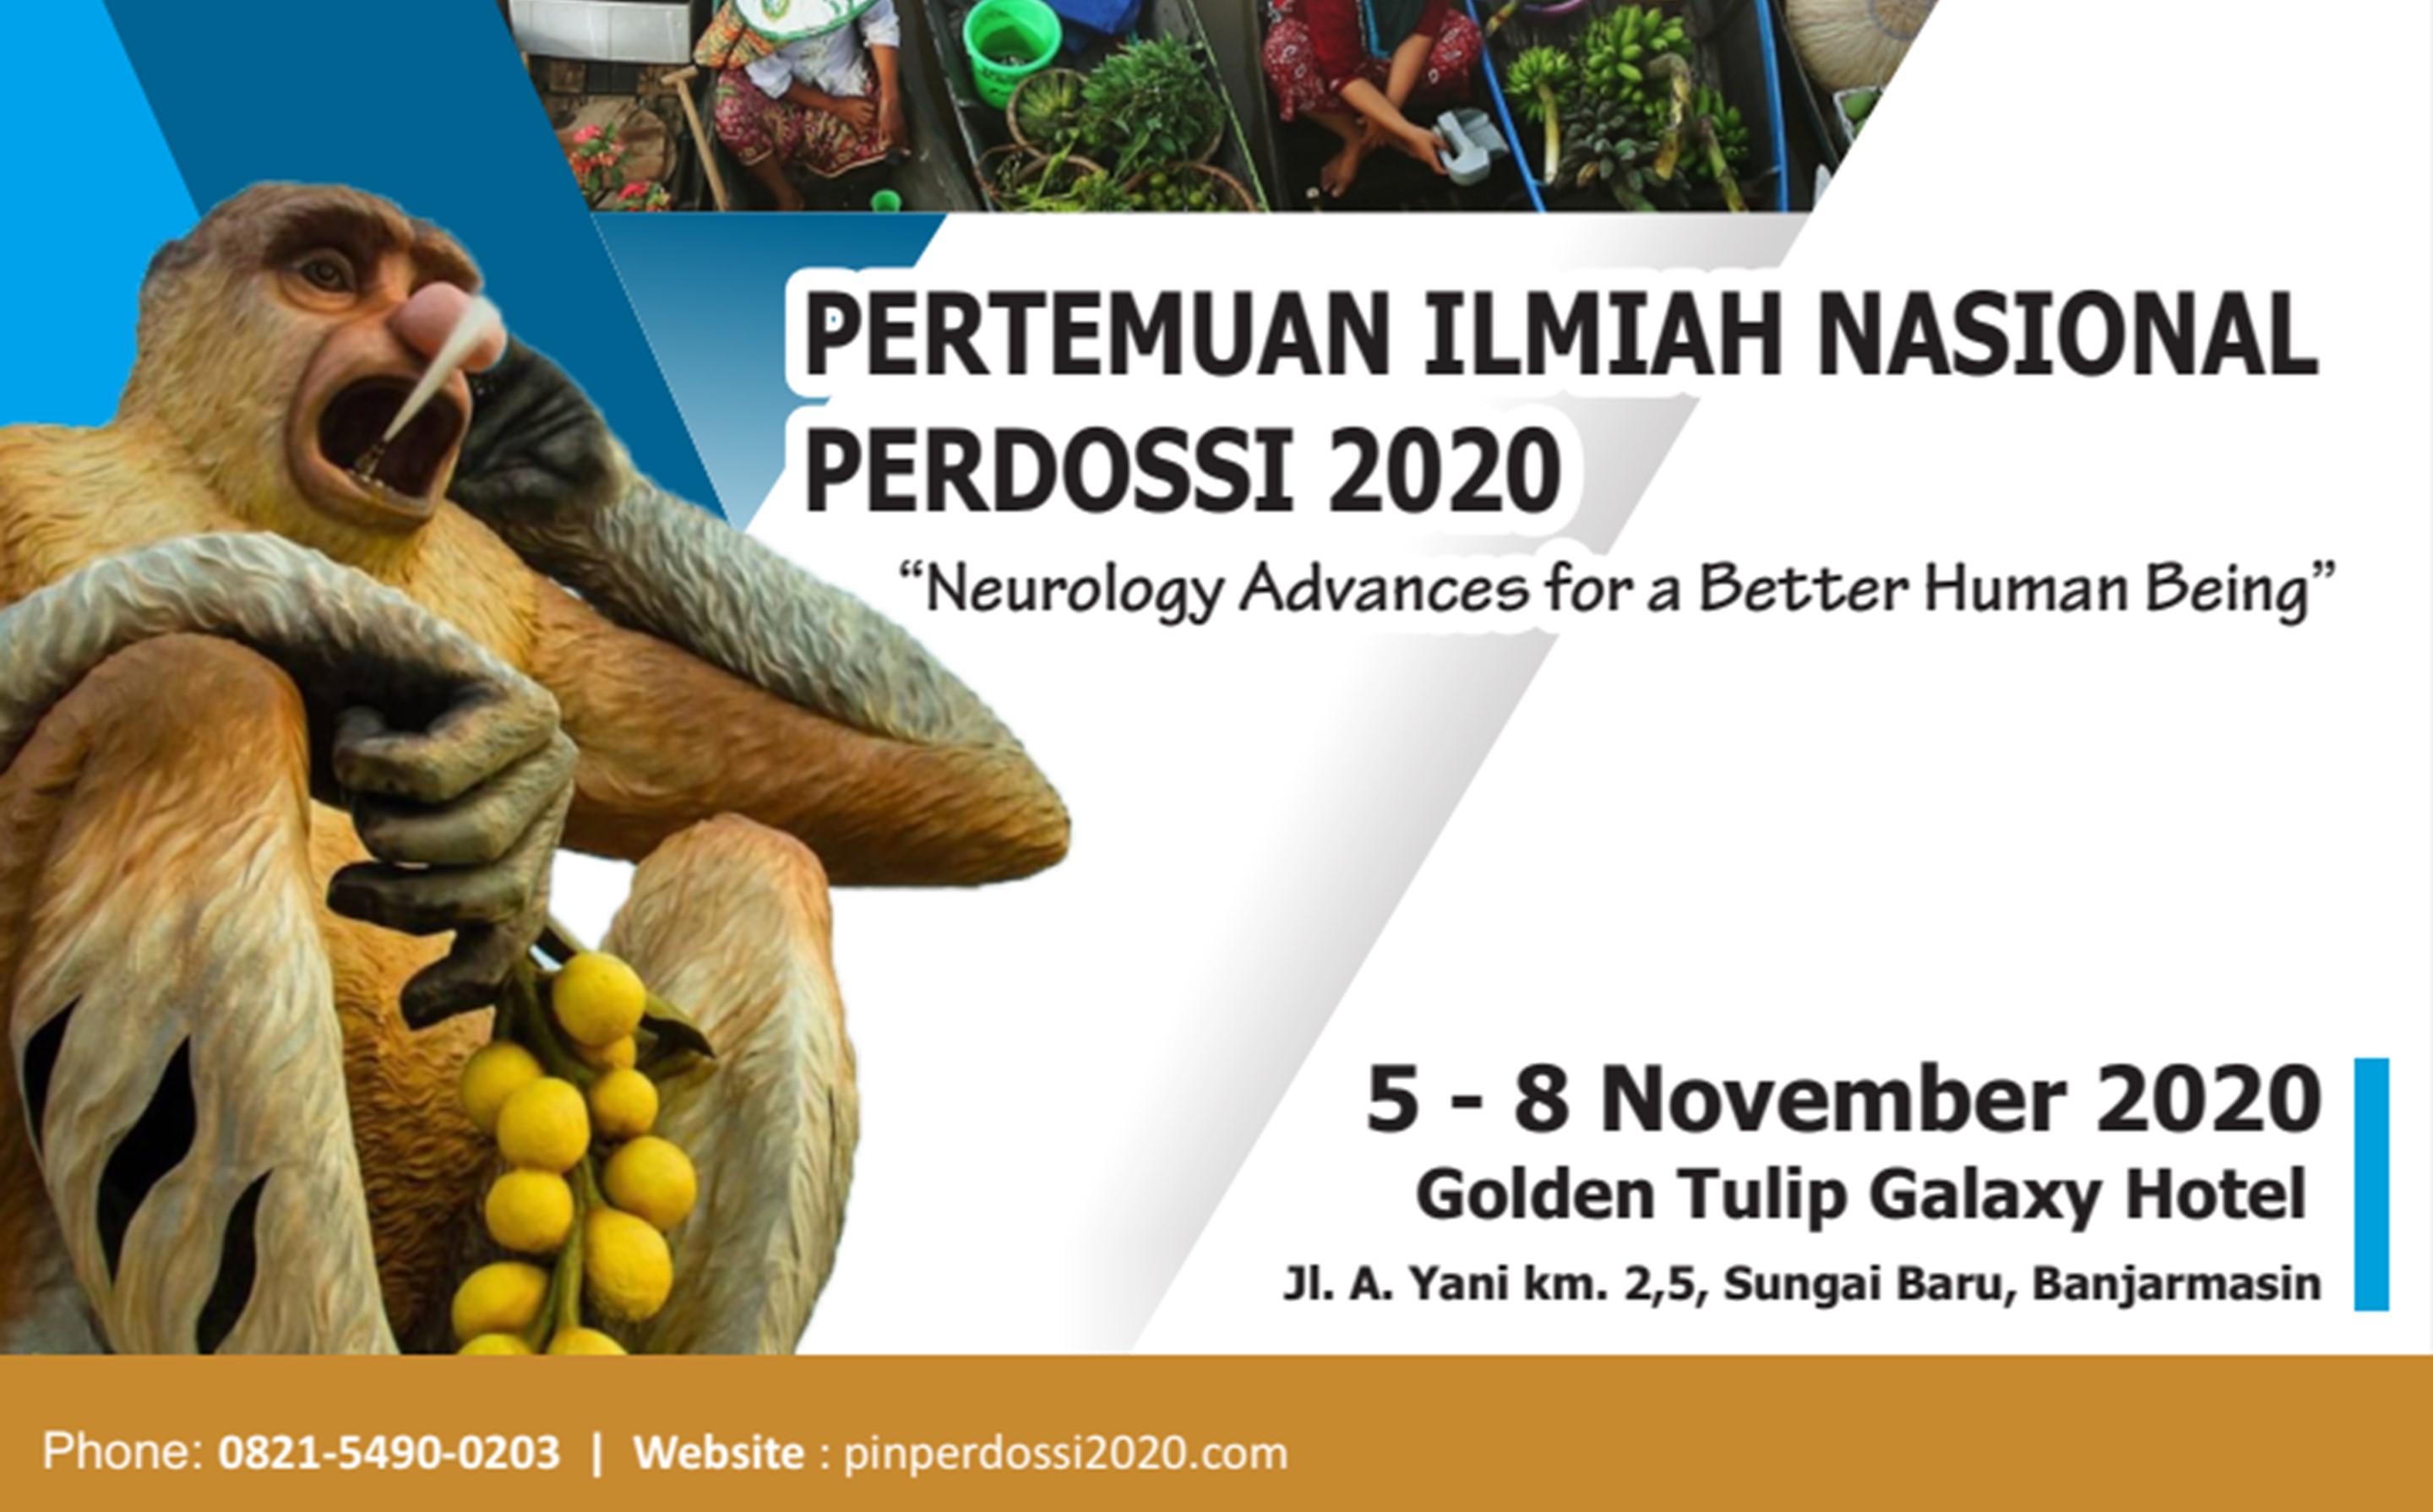 PERTEMUAN ILMIAH NASIONAL
PERDOSSI 2020
“Neurology Advances for a Better Human Being”
5 - 8 November 2020
Golden Tulip Galaxy Hotel
Jl. A. Yani km. 2,5, Sungai Baru, Banjarmasin
Phone: 0821-5490-0203 | Website : pinperdossi2020.com